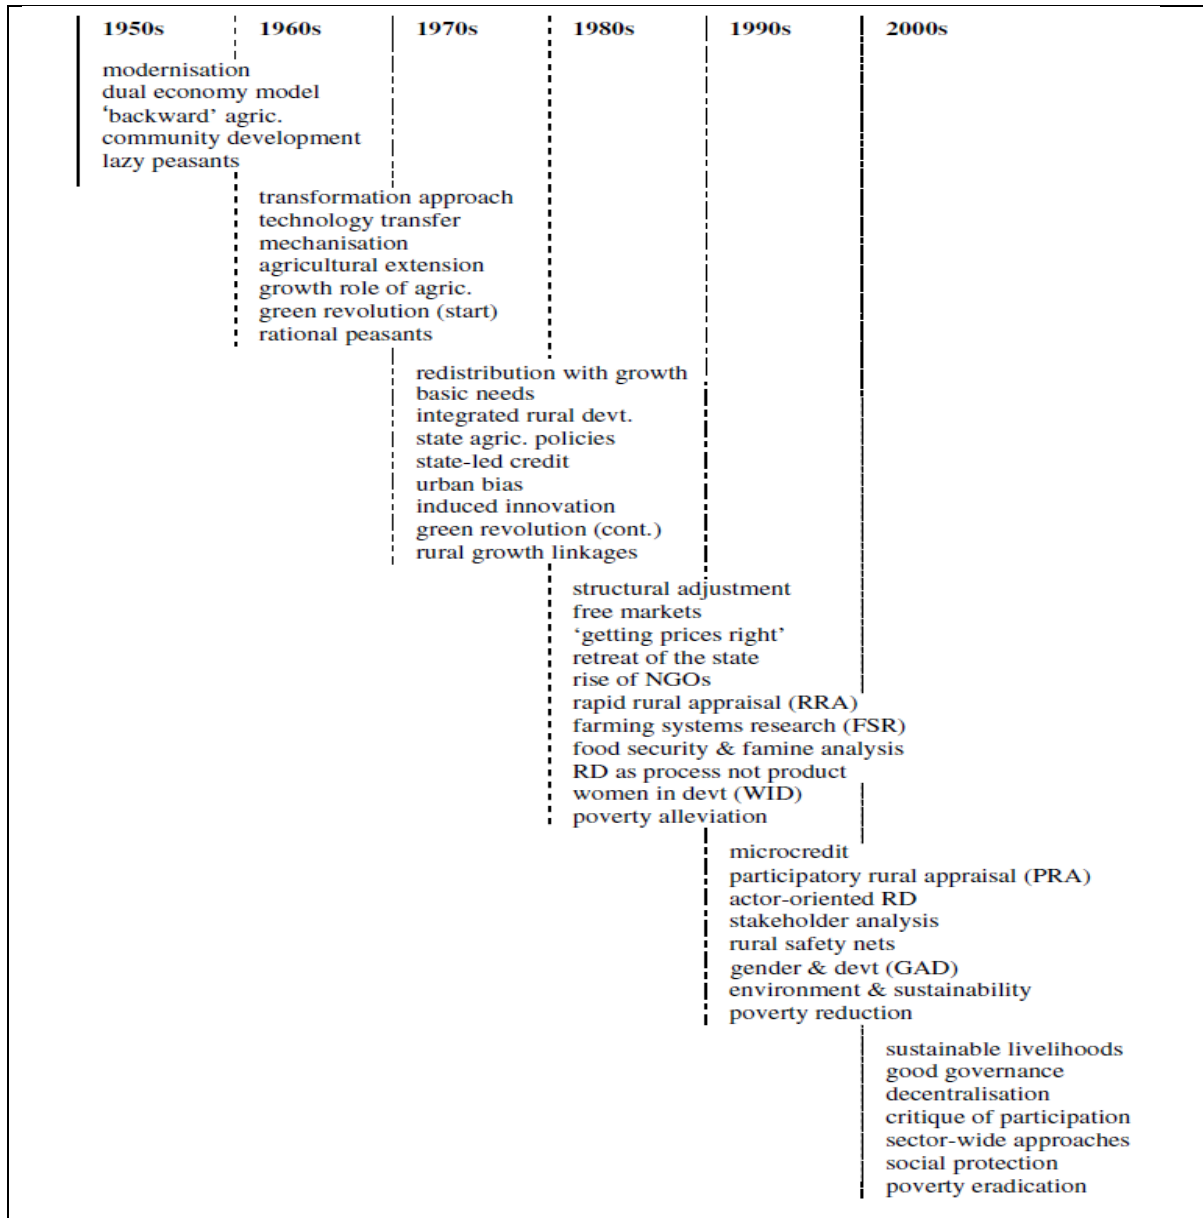 1950s 1960s 1970s 1980s 1990s 2000s
modernisation
dual economy model
‘backward’ agric.
community development
lazy peasants
transformation approach
technology transfer
mechanisation
agricultural extension
growth role of agric.
green revolution (start)
rational peasants
redistribution with growth
basic needs
integrated rural devt.
state agric. policies
state-led credit
urban bias
induced innovation
green revolution (cont.)
rural growth linkages
structural adjustment
free markets
‘getting prices right’
retreat of the state
rise of NGOs
rapid rural appraisal (RRA)
farming systems research (FSR)
food security & famine analysis
RD as process not product
women in devt (WID)
poverty alleviation
microcredit
participatory rural appraisal (PRA)
actor-oriented RD
stakeholder analysis
rural safety nets
gender & devt (GAD)
environment & sustainability
poverty reduction
sustainable livelihoods
good governance
decentralisation
critique of participation
sector-wide approaches
social protection
poverty eradication